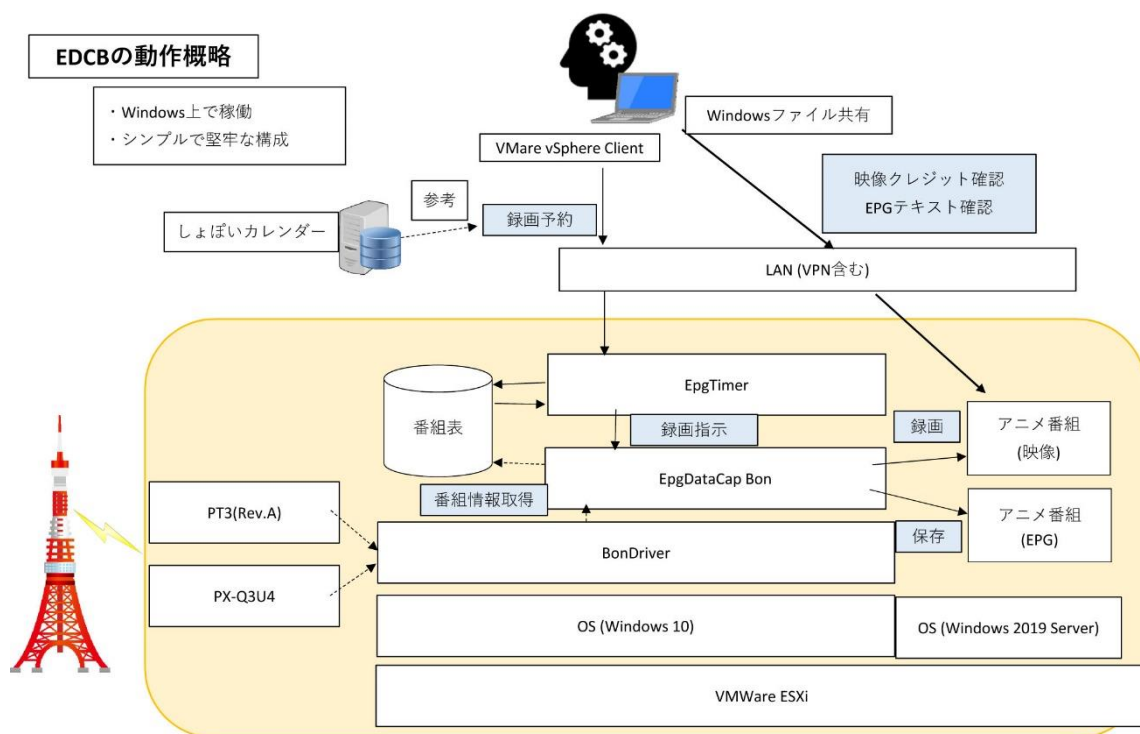 EDCBの動作概略
・Windows上で稼働
・シンプルで堅牢な構成
Windowsファイル共有
VMare vSphere Client
映像クレジット確認
EPGテキスト確認
参考
録画予約
しょぼいカレンダー
LAN (VPN含む)
EpgTimer
番組表
録画指示
録画
アニメ番組
(映像)
EpgDataCap Bon
番組情報取得
PT3(Rev.A)
アニメ番組
(EPG)
保存
BonDriver
PX-Q3U4
OS (Windows 10)
OS (Windows 2019 Server)
VMWare ESXi